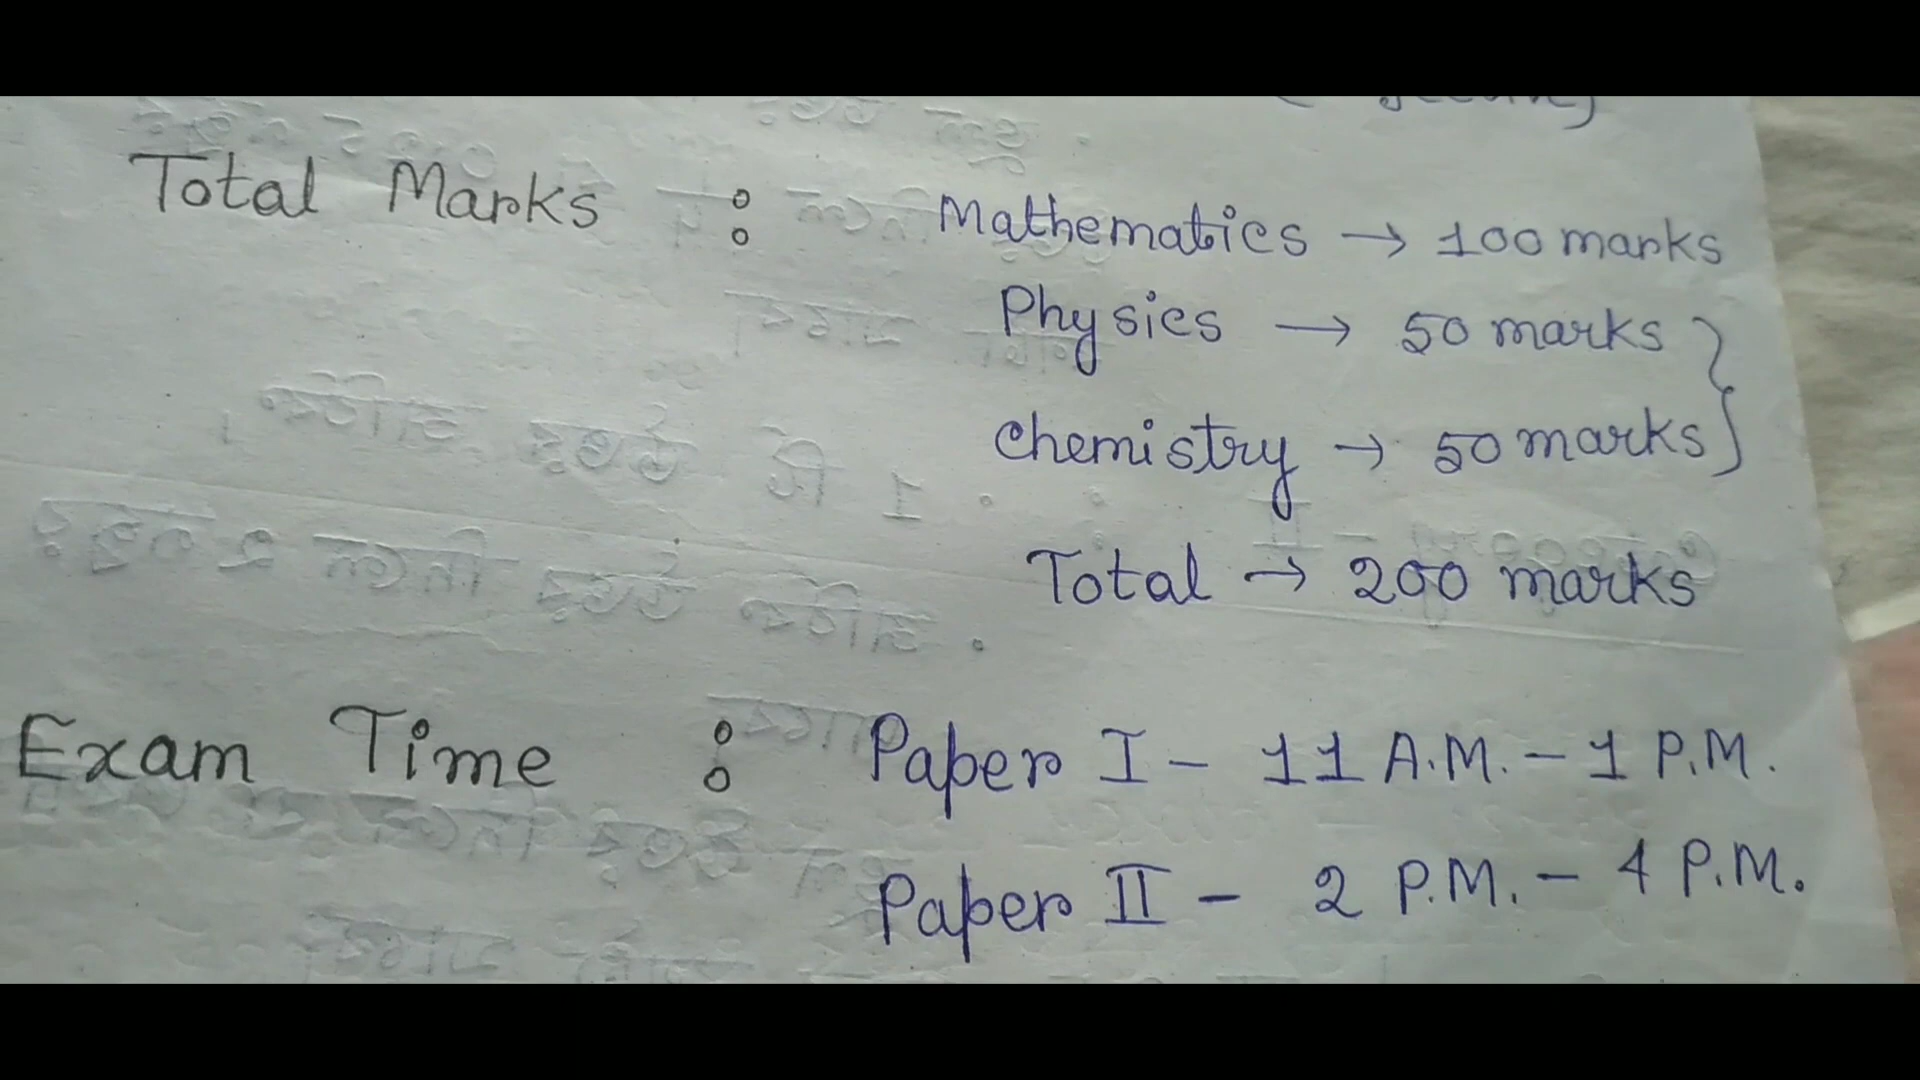 Total Marks : Mathematics → 100 marks
Physics → 50 marks
Chemistry → 50 marks
Total → 200 marks
Exam Time : Paper I - 11 A.M. - 1 P.M.
Paper II - 2 P.M. - 4 P.M.